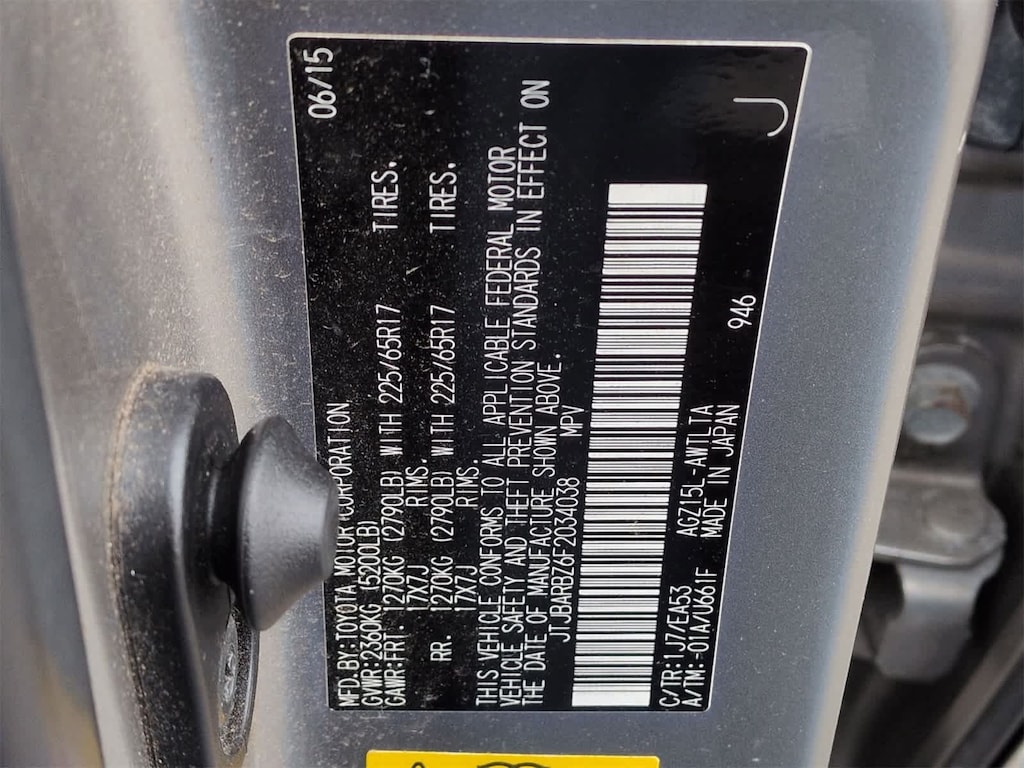 MFD.BY:TOYOTA MOTOR CORPORATION 06/15
GVWR:2360KG (5200LB)
GAWR:FRT. 1270KG (2790LB) WITH 225/65R17 TIRES.
17X7J RIMS.
RR. 1270KG (2790LB) WITH 225/65R17 TIRES.
17X7J RIMS.
THIS VEHICLE CONFORMS TO ALL APPLICABLE FEDERAL MOTOR
VEHICLE SAFETY AND THEFT PREVENTION STANDARDS IN EFFECT ON
THE DATE OF MANUFACTURE SHOWN ABOVE.
JTJBARBZ6F2034038 MPV
C/TR:1J7/EA53 AGZ15L-AWTLTA
A/TM:-01A/U661F MADE IN JAPAN 946
J